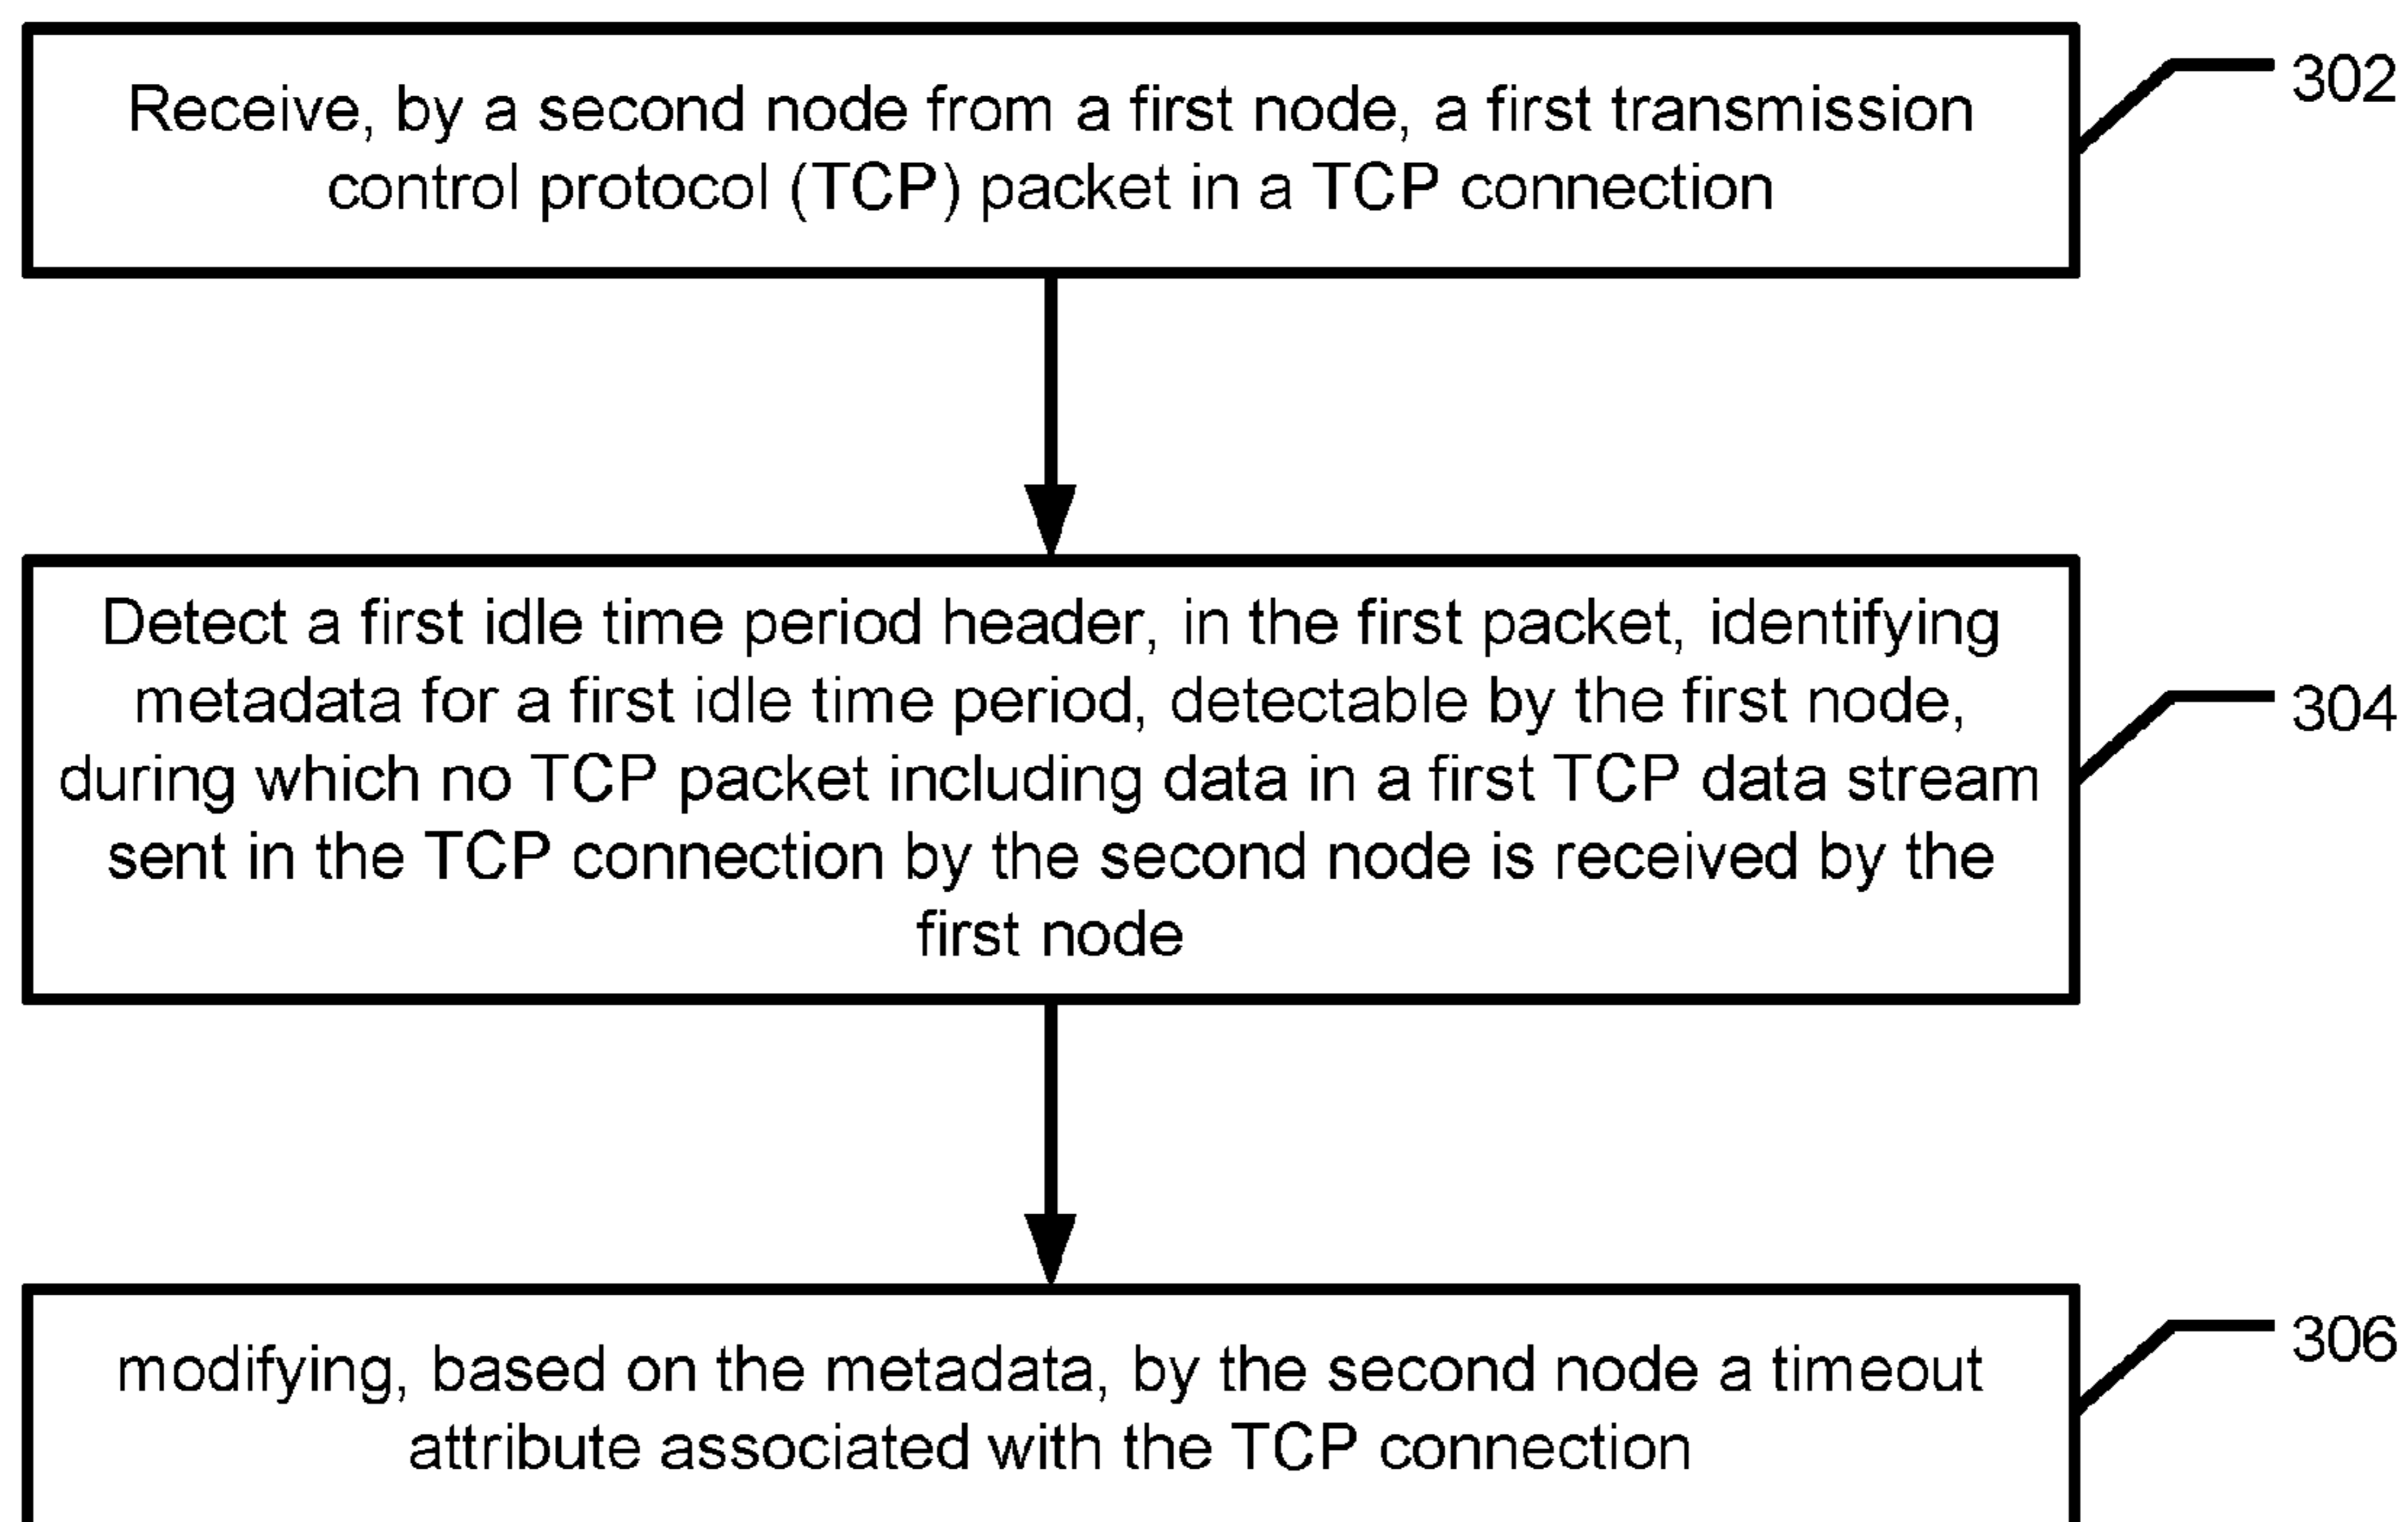 Receive, by a second node from a first node, a first transmission
control protocol (TCP) packet in a TCP connection
302
Detect a first idle time period header, in the first packet, identifying
metadata for a first idle time period, detectable by the first node,
during which no TCP packet including data in a first TCP data stream
sent in the TCP connection by the second node is received by the
first node
304
modifying, based on the metadata, by the second node a timeout
attribute associated with the TCP connection
306